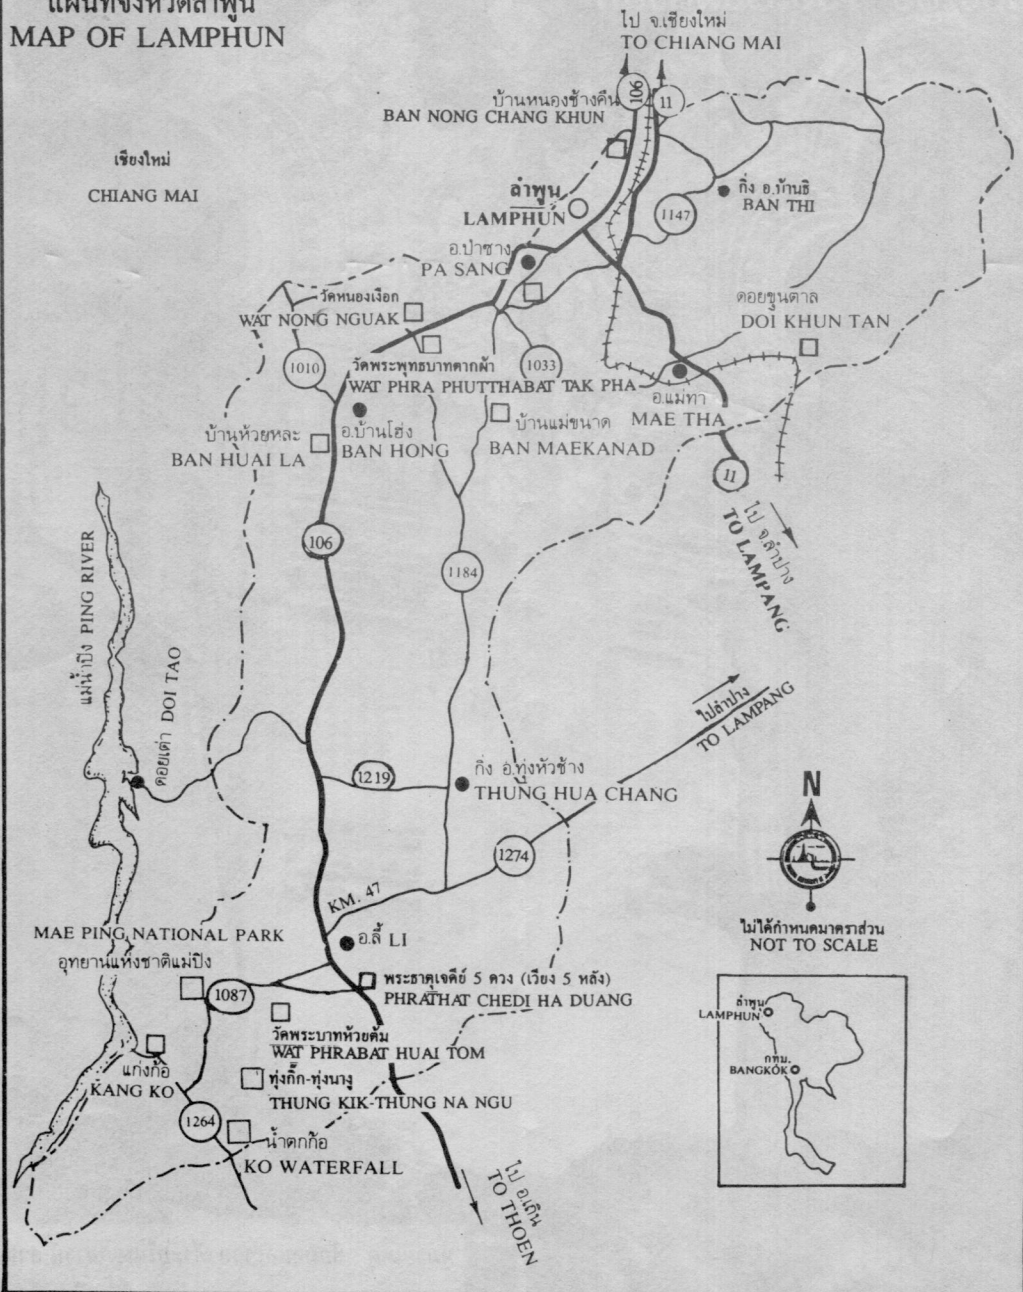 แผนที่จังหวัดลำพูน
MAP OF LAMPHUN
ไป จ.เชียงใหม่
TO CHIANG MAI
106
11
บ้านหนองช้างคืน
BAN NONG CHANG KHUN
เชียงใหม่
CHIANG MAI
ลำพูน
LAMPHUN
กิ่ง อ.บ้านธิ
BAN THI
1147
อ.ป่าซาง
PA SANG
วัดหนองเงือก
WAT NONG NGUAK
ดอยขุนตาล
DOI KHUN TAN
1010
วัดพระพุทธบาทตากผ้า
WAT PHRA PHUTTHABAT TAK PHA
1033
อ.แม่ทา
MAE THA
บ้านห้วยหละ
BAN HUAI LA
อ.บ้านโฮ่ง
BAN HONG
บ้านแม่ขนาด
BAN MAEKANAD
11
ไป จ.ลำปาง
TO LAMPANG
106
1184
แม่น้ำปิง PING RIVER
ดอยเต่า DOI TAO
ไปลำปาง
TO LAMPANG
1219
กิ่ง อ.ทุ่งหัวช้าง
THUNG HUA CHANG
N
1274
KM. 47
ไม่ได้กำหนดมาตราส่วน
NOT TO SCALE
MAE PING NATIONAL PARK
อุทยานแห่งชาติแม่ปิง
อ.ลี้ LI
1087
พระธาตุเจดีย์ 5 ดวง (เวียง 5 หลัง)
PHRATHAT CHEDI HA DUANG
วัดพระบาทห้วยต้ม
WAT PHRABAT HUAI TOM
แก่งก้อ
KANG KO
ทุ่งกิ๊ก-ทุ่งนางู
THUNG KIK-THUNG NA NGU
1264
น้ำตกก้อ
KO WATERFALL
ไป อ.เถิน
TO THOEN
ลำพูน
LAMPHUN
กทม.
BANGKOK